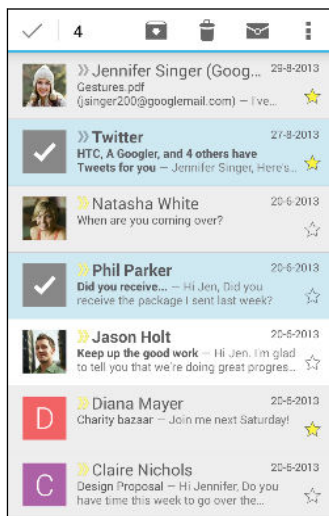 4
Jennifer Singer (Goog... 29-8-2013
Gestures.pdf
(jsinger200@googlemail.com) — I've...
Twitter 27-8-2013
HTC, A Googler, and 4 others have
Tweets for you — Jennifer Singer, Here's...
Natasha White 20-6-2013
When are you coming over?
Phil Parker 20-6-2013
Did you receive... — Hi Jen, Did you
receive the package I sent last week?
Jason Holt 20-6-2013
Keep up the good work — Hi Jen. I'm glad
to tell you that we're doing great progres...
D
Diana Mayer 20-6-2013
Charity bazaar — Join me next Saturday!
C
Claire Nichols 20-6-2013
Design Proposal — Hi Jennifer, Do you
have time this week to go over the...